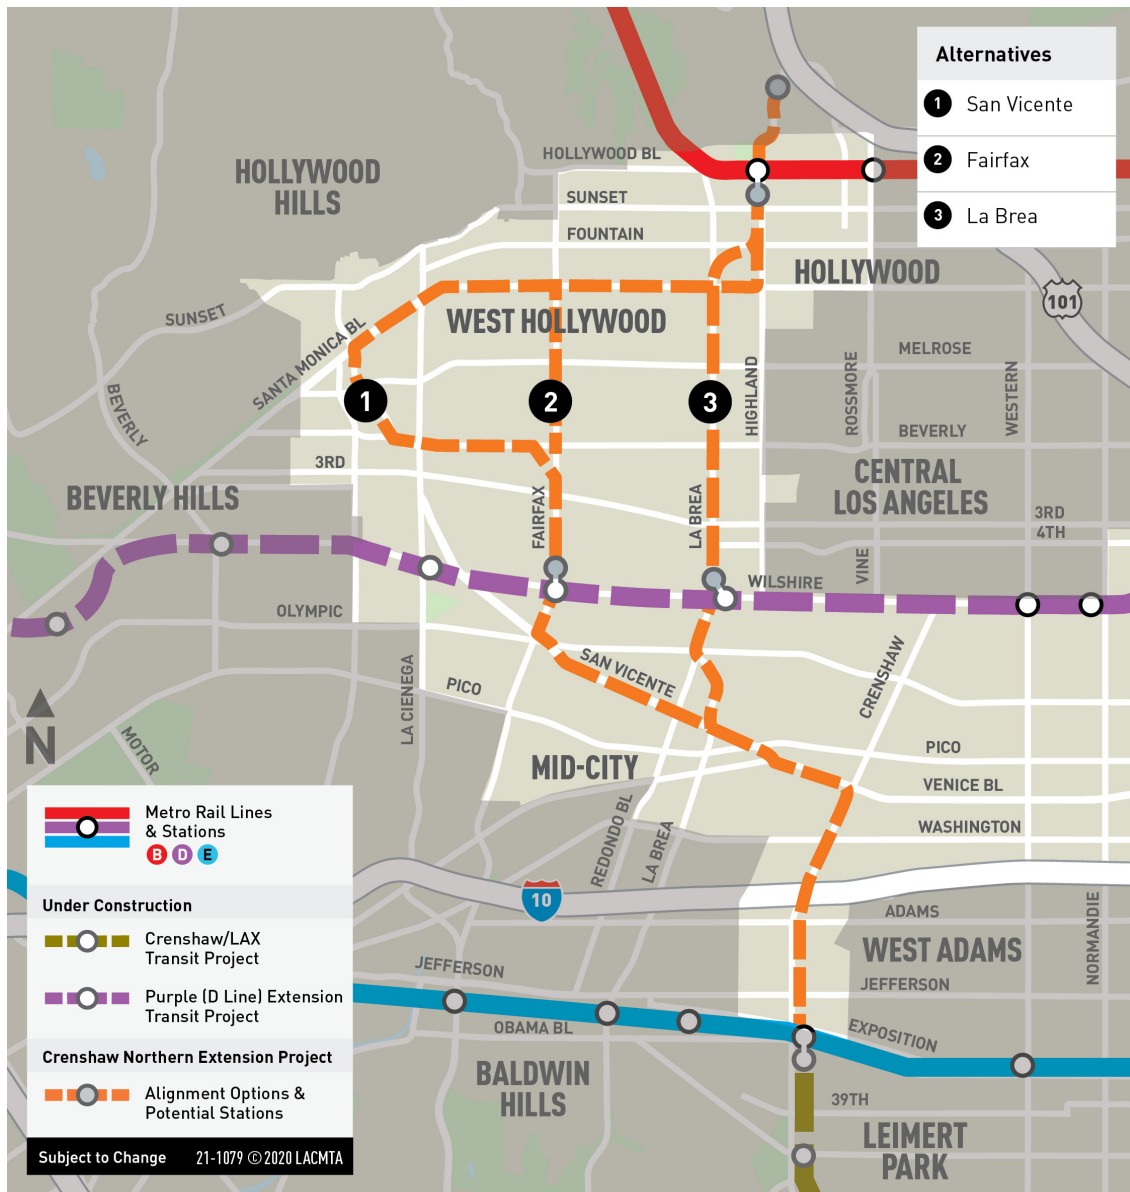 Alternatives
1 San Vicente
2 Fairfax
3 La Brea
HOLLYWOOD BL
HOLLYWOOD
HILLS
SUNSET
FOUNTAIN
HOLLYWOOD
101
SUNSET
WEST HOLLYWOOD
SANTA MONICA BL
MELROSE
BEVERLY
HIGHLAND
ROSSMORE
WESTERN
1
2
3
BEVERLY
3RD
CENTRAL
LOS ANGELES
BEVERLY HILLS
FAIRFAX
LA BREA
3RD
4TH
VINE
WILSHIRE
OLYMPIC
CRENSHAW
SAN VICENTE
LA CIENEGA
PICO
N
MOTOR
PICO
MID-CITY
VENICE BL
REDONDO BL
LA BREA
WASHINGTON
10
ADAMS
WEST ADAMS
NORMANDIE
JEFFERSON
JEFFERSON
OBAMA BL
EXPOSITION
BALDWIN
HILLS
39TH
LEIMERT
PARK
Metro Rail Lines
& Stations
B D E
Under Construction
Crenshaw/LAX
Transit Project
Purple (D Line) Extension
Transit Project
Crenshaw Northern Extension Project
Alignment Options &
Potential Stations
Subject to Change 21-1079 ©2020 LACMTA